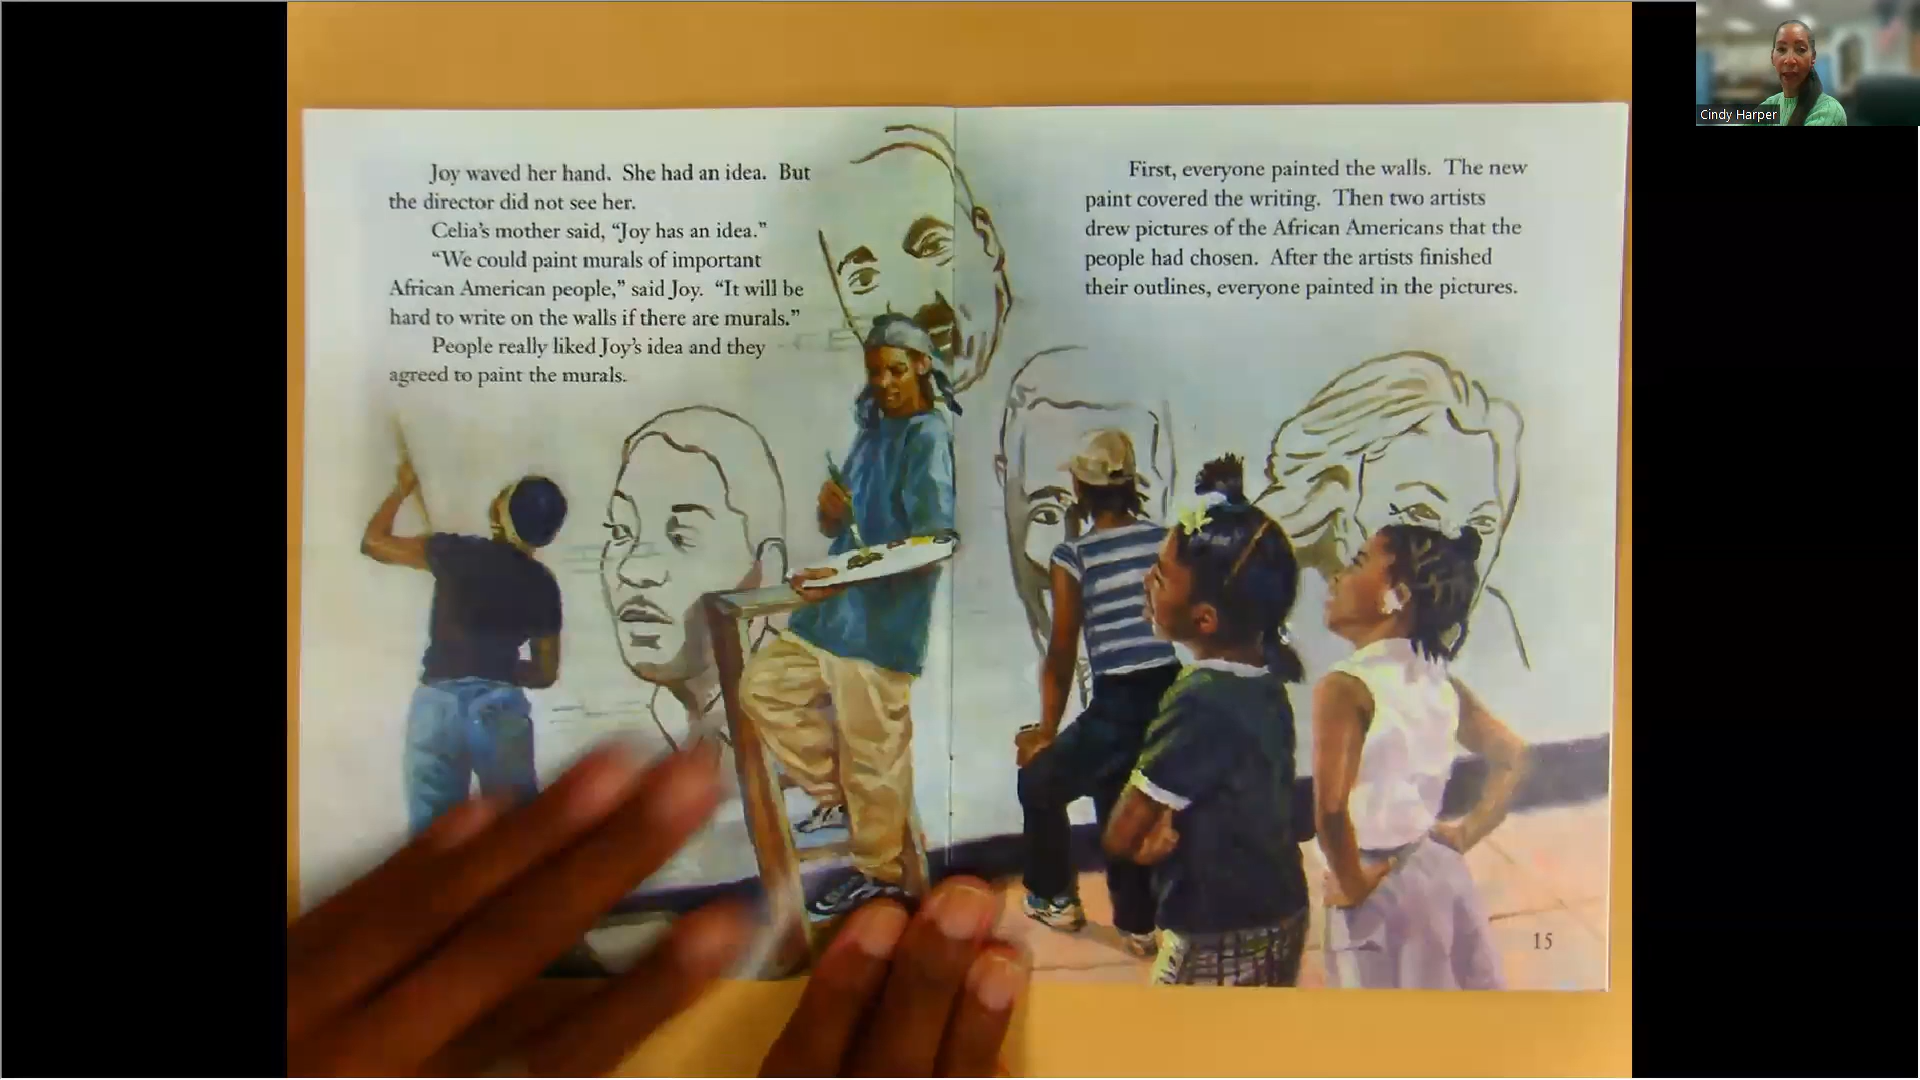 Joy waved her hand. She had an idea. But
the director did not see her.
Celia's mother said, “Joy has an idea.”
“We could paint murals of important
African American people,” said Joy. “It will be
hard to write on the walls if there are murals.”
People really liked Joy's idea and they
agreed to paint the murals.
First, everyone painted the walls. The new
paint covered the writing. Then two artists
drew pictures of the African Americans that the
people had chosen. After the artists finished
their outlines, everyone painted in the pictures.
15
Cindy Harper